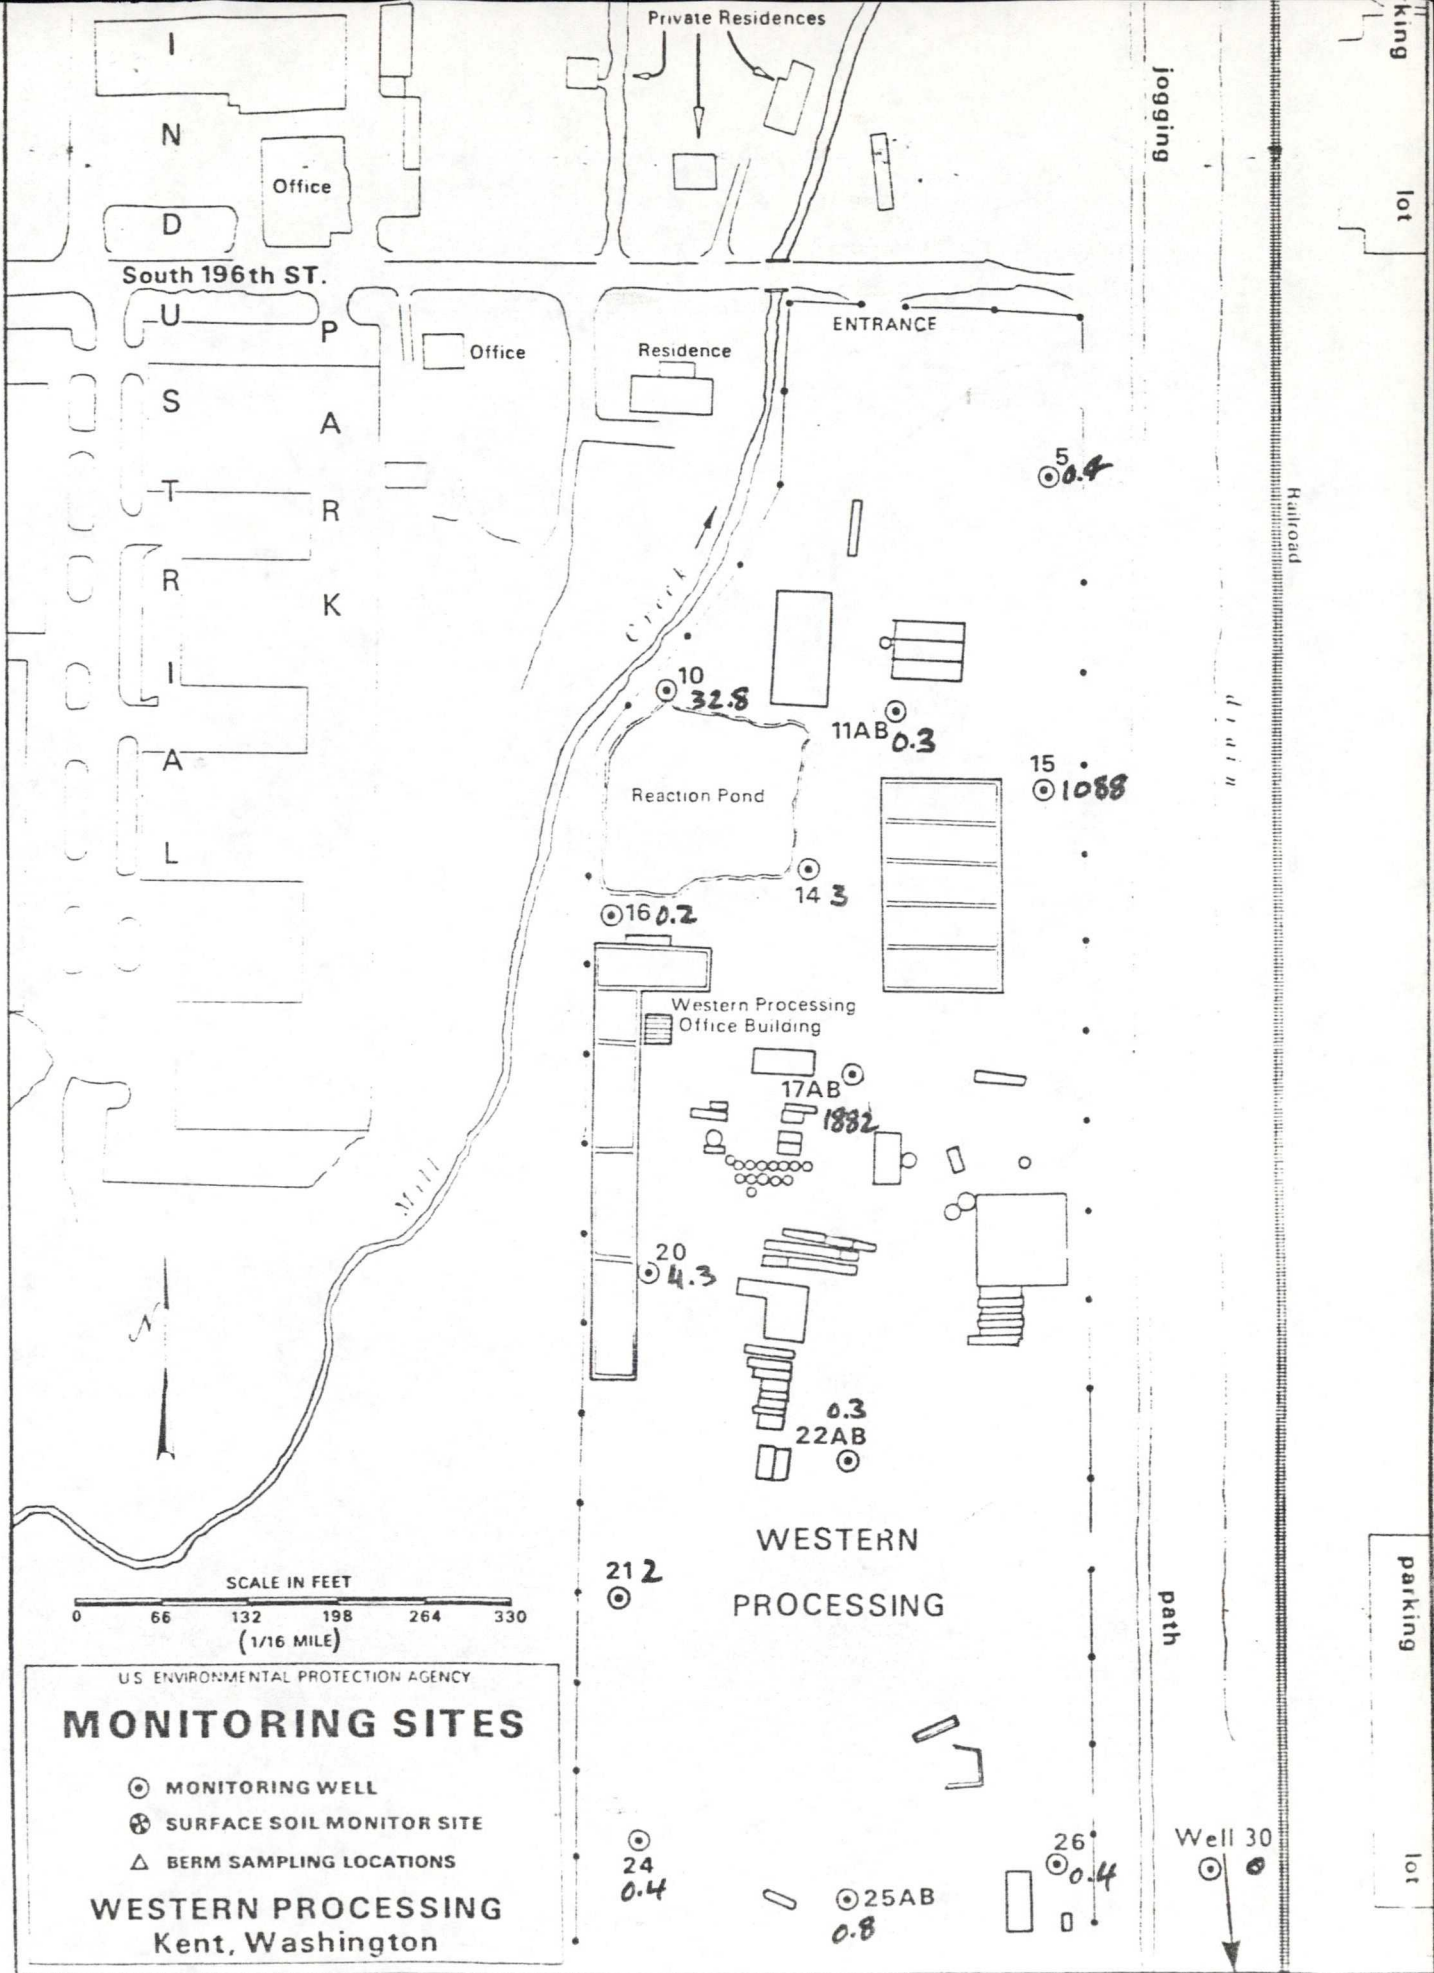 Private Residences
king
jogging
lot
I
N
D
U
S
T
R
I
A
L
Office
South 196th ST.
P
A
R
K
ENTRANCE
Office
Residence
5
0.4
Railroad
Creek
10
32.8
11AB
0.3
drain
15
1088
Reaction Pond
14 3
16 0.2
Western Processing
Office Building
17AB
1882
Mill
20
4.3
N
0.3
22AB
WESTERN
PROCESSING
21 2
path
parking
lot
SCALE IN FEET
0 66 132 198 264 330
(1/16 MILE)
U S ENVIRONMENTAL PROTECTION AGENCY
MONITORING SITES
MONITORING WELL
SURFACE SOIL MONITOR SITE
BERM SAMPLING LOCATIONS
WESTERN PROCESSING
Kent, Washington
24
0.4
25AB
0.8
26
0.4
Well 30
0